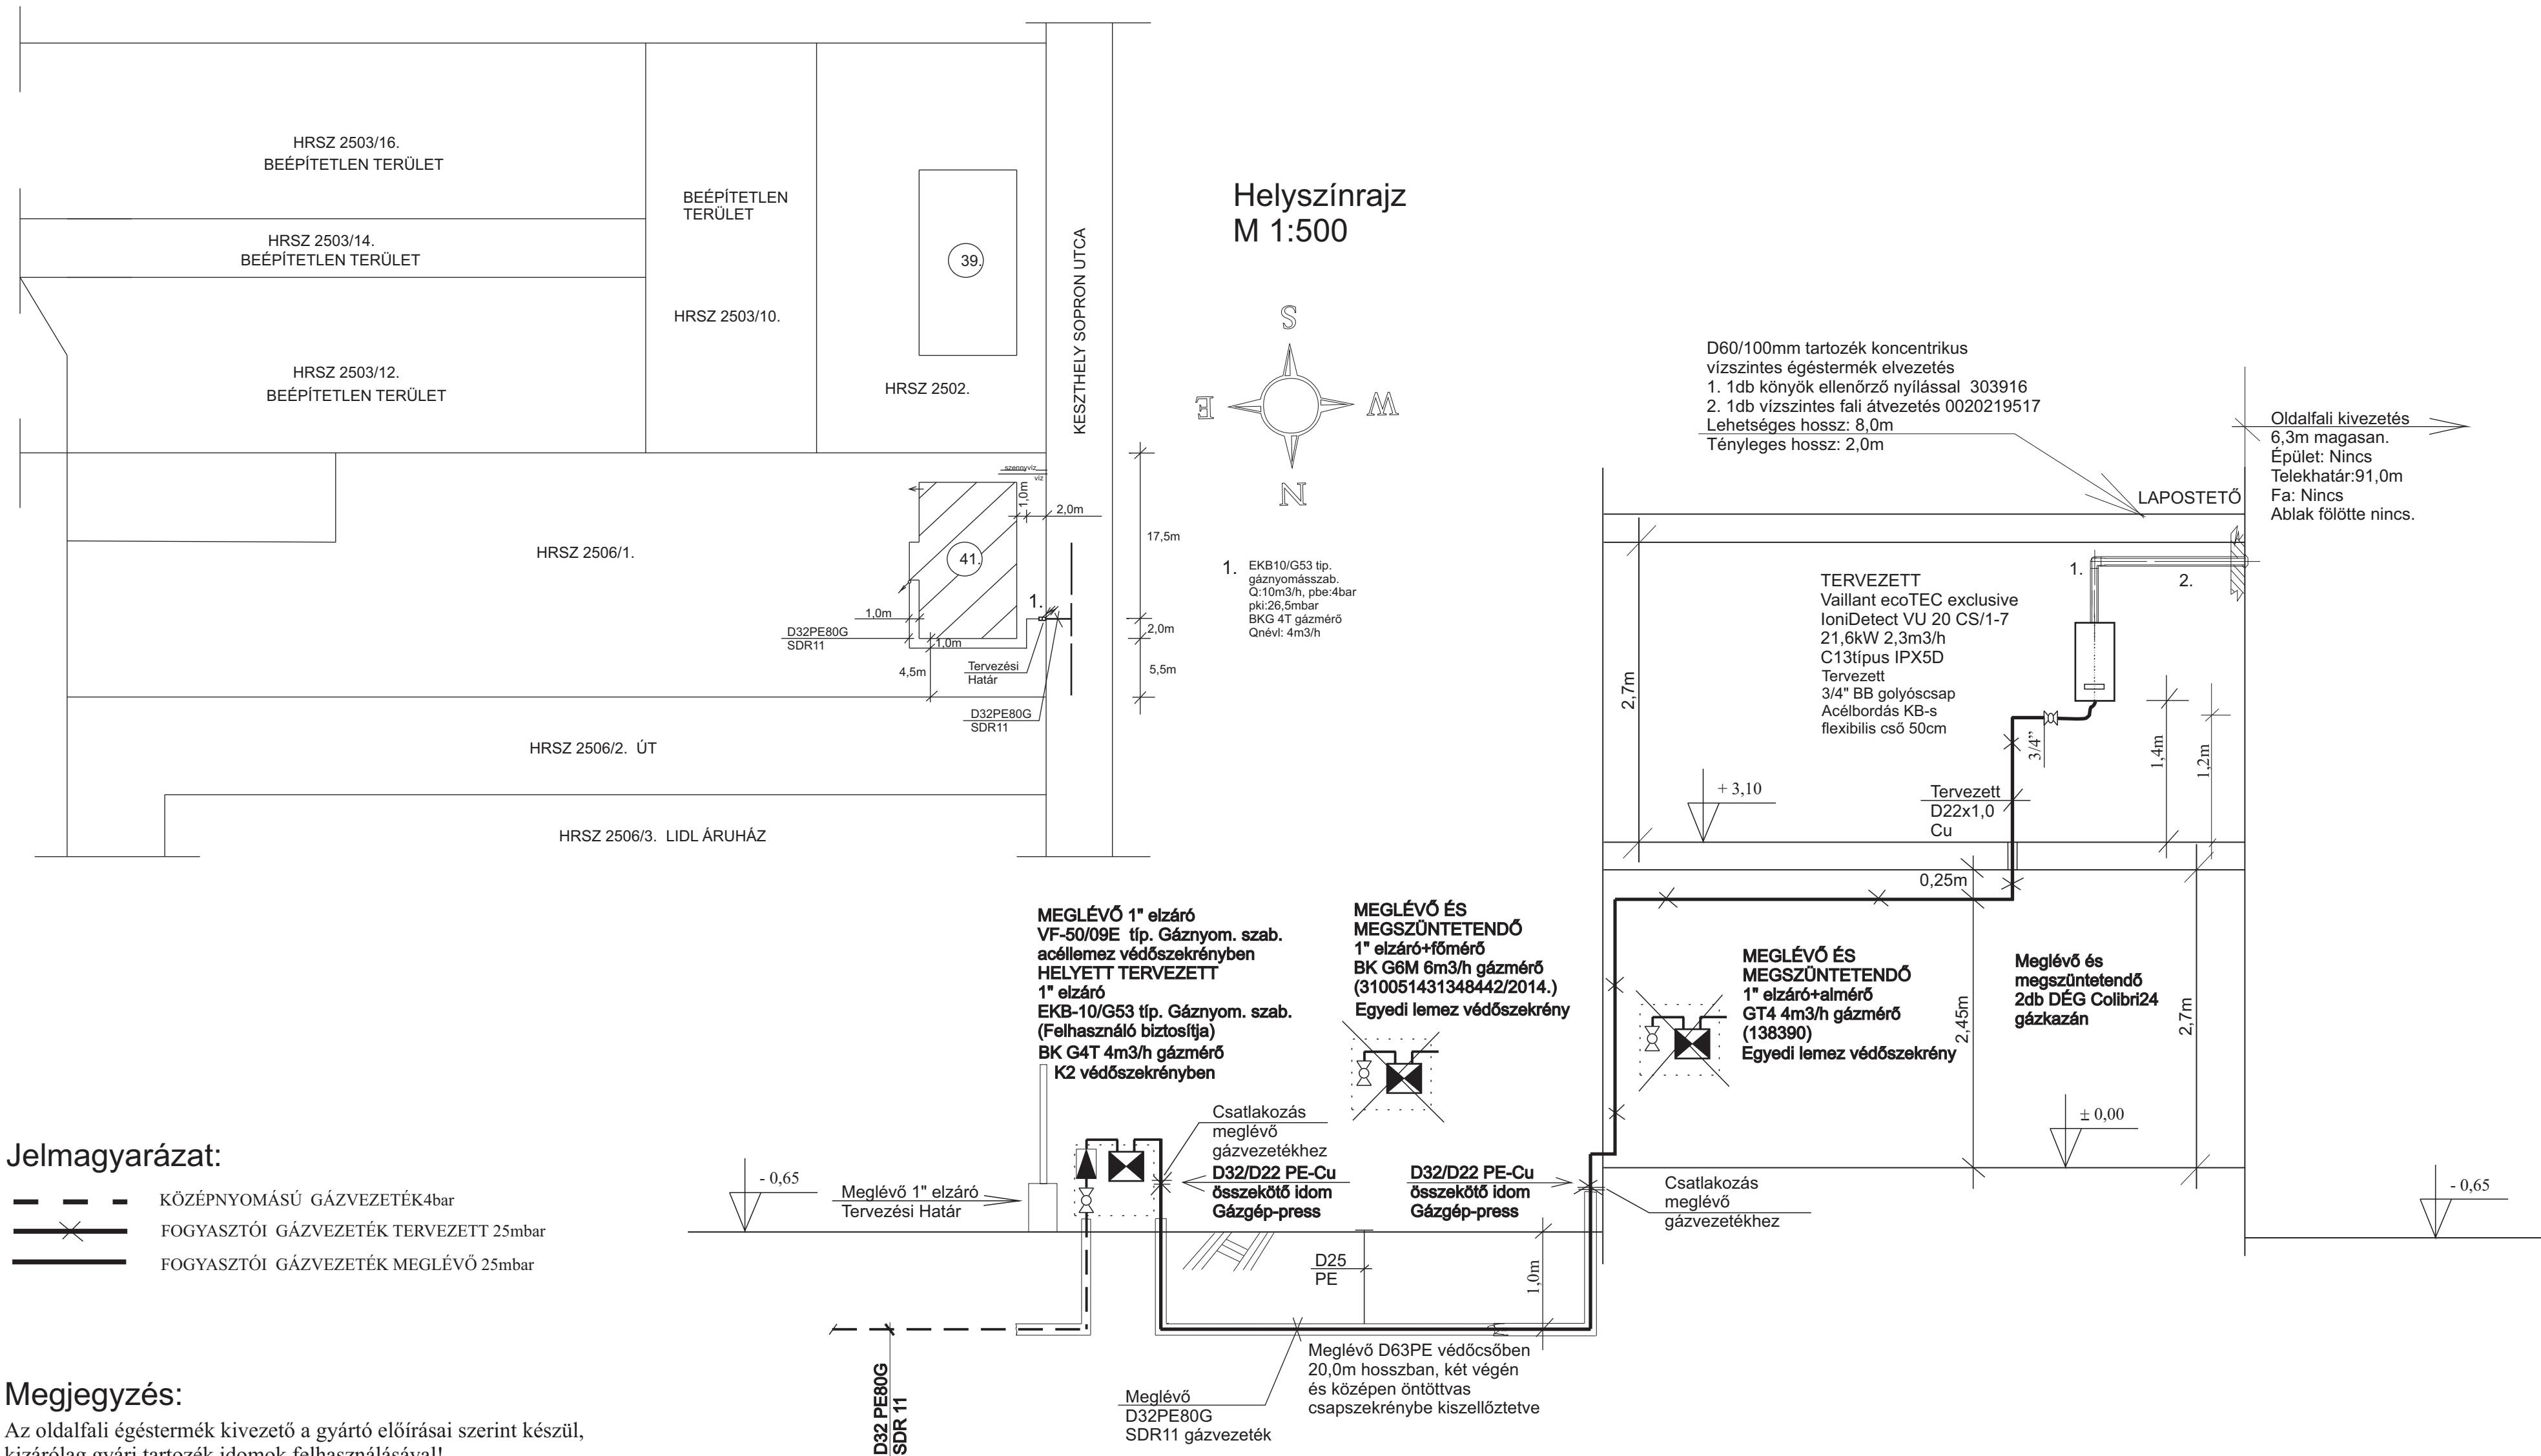 HRSZ 2503/16.
BEÉPÍTETLEN TERÜLET
HRSZ 2503/14.
BEÉPÍTETLEN TERÜLET
HRSZ 2503/12.
BEÉPÍTETLEN TERÜLET
BEÉPÍTETLEN
TERÜLET
HRSZ 2503/10.
39.
HRSZ 2502.
KESZTHELY SOPRON UTCA
szennyvíz
víz
1,0m
2,0m
17,5m
HRSZ 2506/1.
41.
1.
1,0m
D32PE80G
SDR11
1,0m
2,0m
4,5m
Tervezési
Határ
5,5m
D32PE80G
SDR11
HRSZ 2506/2. ÚT
HRSZ 2506/3. LIDL ÁRUHÁZ
Helyszínrajz
M 1:500
S
E
W
N
1.
EKB10/G53 tip.
gáznyomásszab.
Q:10m3/h, pbe:4bar
pki:26,5mbar
BKG 4T gázmérő
Qnévl: 4m3/h
D60/100mm tartozék koncentrikus
vízszintes égéstermék elvezetés
1. 1db könyök ellenőrző nyílással 303916
2. 1db vízszintes fali átvezetés 0020219517
Lehetséges hossz: 8,0m
Tényleges hossz: 2,0m
Oldalfali kivezetés
6,3m magasan.
Épület: Nincs
Telekhatár:91,0m
Fa: Nincs
Ablak fölötte nincs.
LAPOSTETŐ
1.
2.
TERVEZETT
Vaillant ecoTEC exclusive
IoniDetect VU 20 CS/1-7
21,6kW 2,3m3/h
C13típus IPX5D
Tervezett
3/4" BB golyóscsap
Acélbordás KB-s
flexibilis cső 50cm
2,7m
3/4"
1,4m
1,2m
+ 3,10
Tervezett
D22x1,0
Cu
0,25m
MEGLÉVŐ 1" elzáró
VF-50/09E típ. Gáznyom. szab.
acéllemez védőszekrényben
HELYETT TERVEZETT
1" elzáró
EKB-10/G53 típ. Gáznyom. szab.
(Felhasználó biztosítja)
BK G4T 4m3/h gázmérő
K2 védőszekrényben
MEGLÉVŐ ÉS
MEGSZÜNTETENDŐ
1" elzáró+főmérő
BK G6M 6m3/h gázmérő
(310051431348442/2014.)
Egyedi lemez védőszekrény
MEGLÉVŐ ÉS
MEGSZÜNTETENDŐ
1" elzáró+almérő
GT4 4m3/h gázmérő
(138390)
Egyedi lemez védőszekrény
2,45m
Meglévő és
megszüntetendő
2db DÉG Colibri24
gázkazán
2,7m
± 0,00
Csatlakozás
meglévő
gázvezetékhez
D32/D22 PE-Cu
összekötő idom
Gázgép-press
D32/D22 PE-Cu
összekötő idom
Gázgép-press
Csatlakozás
meglévő
gázvezetékhez
- 0,65
Meglévő 1" elzáró
Tervezési Határ
- 0,65
D25
PE
1,0m
Meglévő D63PE védőcsőben
20,0m hosszban, két végén
és középen öntöttvas
csapszekrénybe kiszellőztetve
Meglévő
D32PE80G
SDR11 gázvezeték
D32 PE80G
SDR 11
Jelmagyarázat:
KÖZÉPNYOMÁSÚ GÁZVEZETÉK4bar
FOGYASZTÓI GÁZVEZETÉK TERVEZETT 25mbar
FOGYASZTÓI GÁZVEZETÉK MEGLÉVŐ 25mbar
Megjegyzés:
Az oldalfali égéstermék kivezető a gyártó előírásai szerint készül,
kizárólag gyári tartozék idomok felhasználásával!